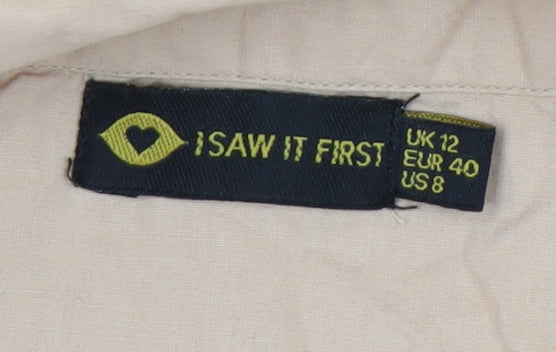 I SAW IT FIRST
UK 12
EUR 40
US 8